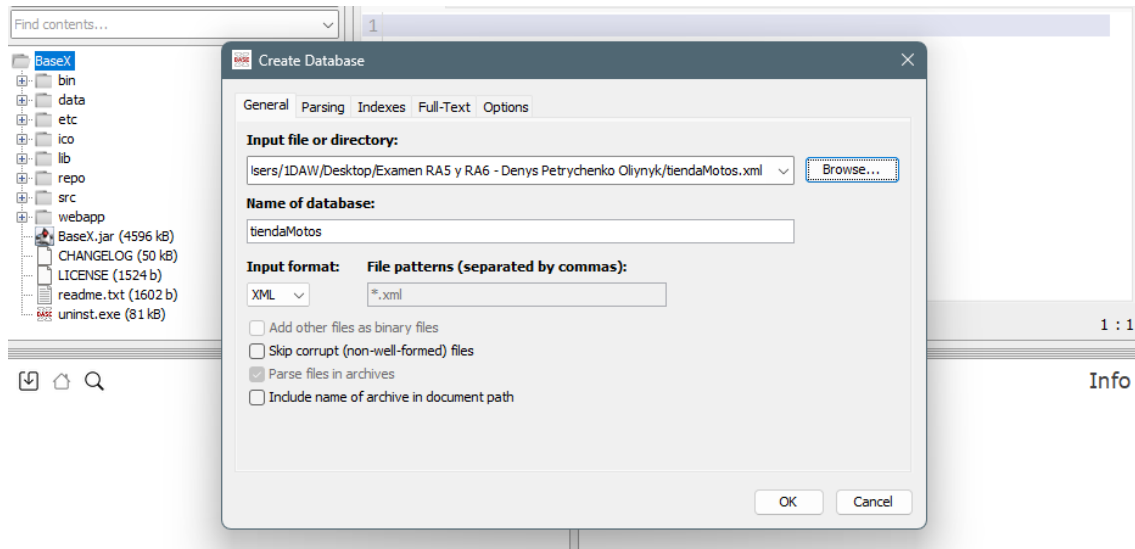 Find contents...
1
BaseX
bin
data
etc
ico
lib
repo
src
webapp
BaseX.jar (4596 kB)
CHANGELOG (50 kB)
LICENSE (1524 b)
readme.txt (1602 b)
uninst.exe (81 kB)
1 : 1
Info
BASE Create Database
General Parsing Indexes Full-Text Options
Input file or directory:
Isers/1DAW/Desktop/Examen RA5 y RA6 - Denys Petrychenko Oliynyk/tiendaMotos.xml Browse...
Name of database:
tiendaMotos
Input format: File patterns (separated by commas):
XML *.xml
Add other files as binary files
Skip corrupt (non-well-formed) files
Parse files in archives
Include name of archive in document path
OK Cancel